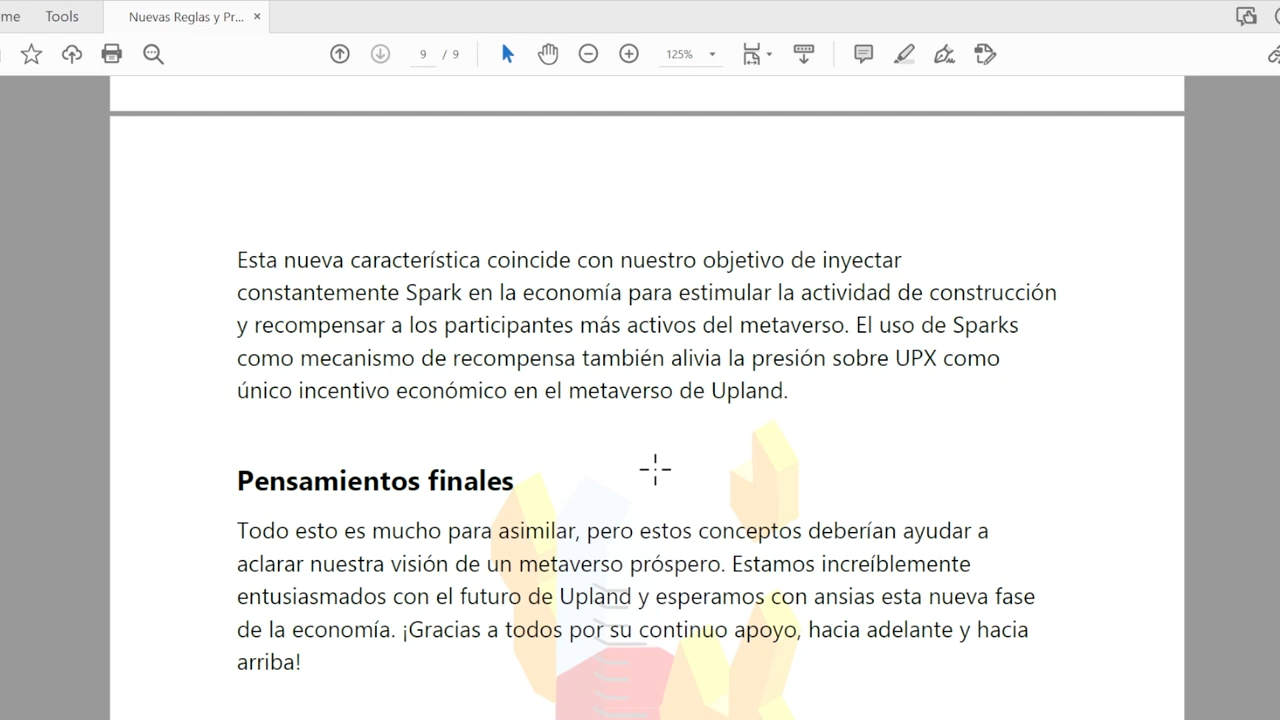 me Tools Nuevas Reglas y Pr... ×
9 / 9 125%
Esta nueva característica coincide con nuestro objetivo de inyectar
constantemente Spark en la economía para estimular la actividad de construcción
y recompensar a los participantes más activos del metaverso. El uso de Sparks
como mecanismo de recompensa también alivia la presión sobre UPX como
único incentivo económico en el metaverso de Upland.
Pensamientos finales
Todo esto es mucho para asimilar, pero estos conceptos deberían ayudar a
aclarar nuestra visión de un metaverso próspero. Estamos increíblemente
entusiasmados con el futuro de Upland y esperamos con ansias esta nueva fase
de la economía. ¡Gracias a todos por su continuo apoyo, hacia adelante y hacia
arriba!